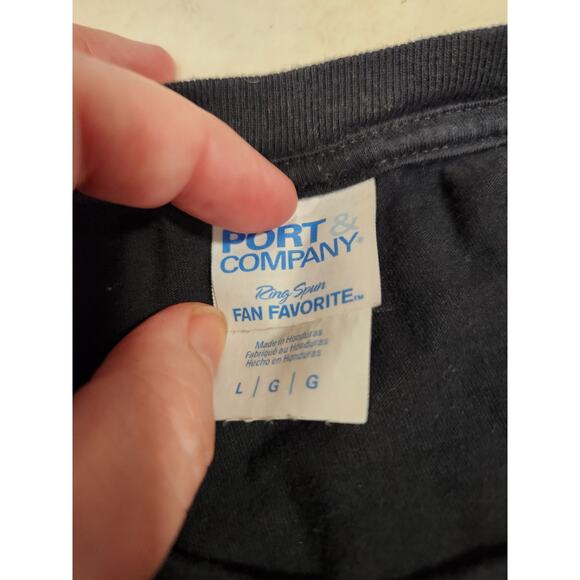 PORT &
COMPANY®
Ring Spun
FAN FAVORITE™
Made in Honduras
Fabriqué au Honduras
Hecho en Honduras
L / G / G